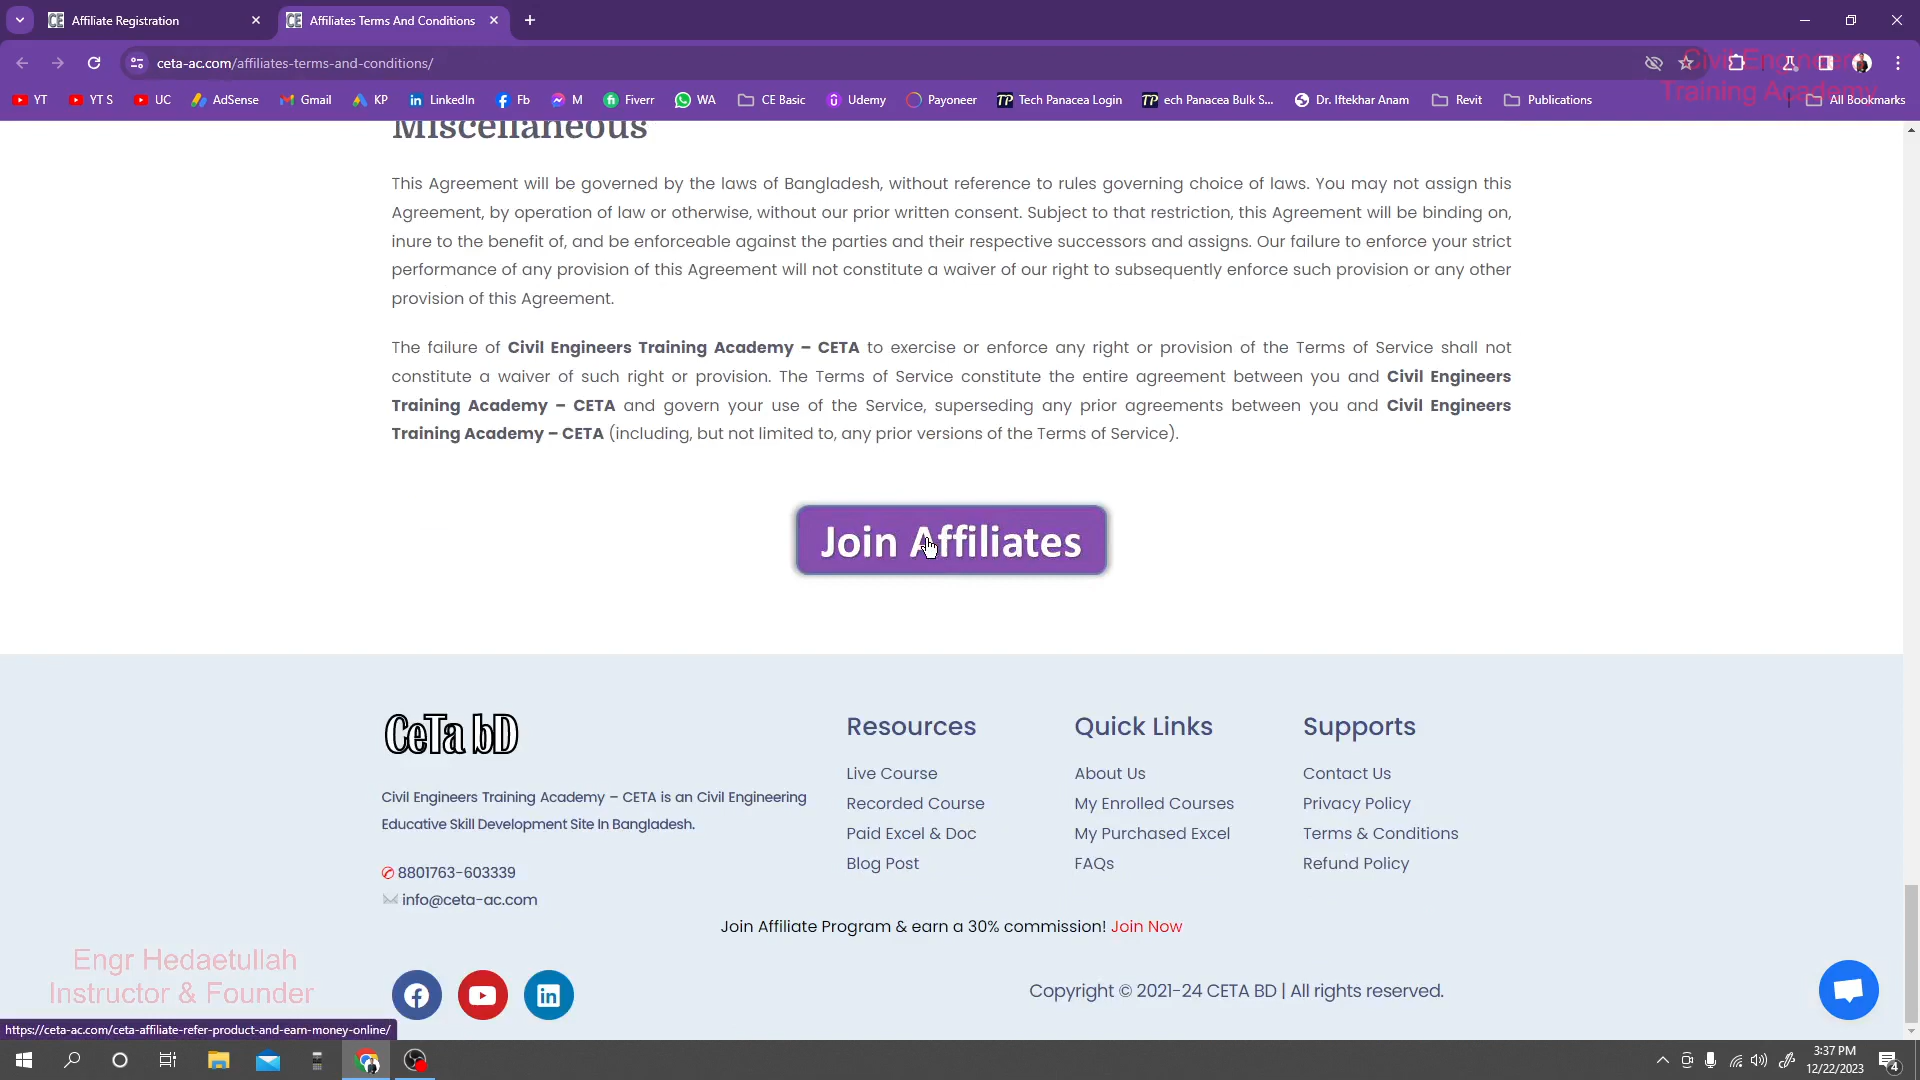 Affiliate Registration
Affiliates Terms And Conditions
ceta-ac.com/affiliates-terms-and-conditions/
Civil Engineers
Training Academy
YT
YT S
UC
AdSense
Gmail
KP
LinkedIn
Fb
M
Fiverr
WA
CE Basic
Udemy
Payoneer
Tech Panacea Login
ech Panacea Bulk S...
Dr. Iftekhar Anam
Revit
Publications
All Bookmarks
Miscellaneous
This Agreement will be governed by the laws of Bangladesh, without reference to rules governing choice of laws. You may not assign this
Agreement, by operation of law or otherwise, without our prior written consent. Subject to that restriction, this Agreement will be binding on,
inure to the benefit of, and be enforceable against the parties and their respective successors and assigns. Our failure to enforce your strict
performance of any provision of this Agreement will not constitute a waiver of our right to subsequently enforce such provision or any other
provision of this Agreement.
The failure of Civil Engineers Training Academy – CETA to exercise or enforce any right or provision of the Terms of Service shall not
constitute a waiver of such right or provision. The Terms of Service constitute the entire agreement between you and Civil Engineers
Training Academy – CETA and govern your use of the Service, superseding any prior agreements between you and Civil Engineers
Training Academy – CETA (including, but not limited to, any prior versions of the Terms of Service).
Join Affiliates
CeTa bD
Civil Engineers Training Academy – CETA is an Civil Engineering
Educative Skill Development Site In Bangladesh.
8801763-603339
info@ceta-ac.com
Resources
Live Course
Recorded Course
Paid Excel & Doc
Blog Post
Quick Links
About Us
My Enrolled Courses
My Purchased Excel
FAQs
Supports
Contact Us
Privacy Policy
Terms & Conditions
Refund Policy
Join Affiliate Program & earn a 30% commission! Join Now
Engr Hedaetullah
Instructor & Founder
Copyright © 2021-24 CETA BD | All rights reserved.
https://ceta-ac.com/ceta-affiliate-refer-product-and-earn-money-online/
3:37 PM
12/22/2023
4